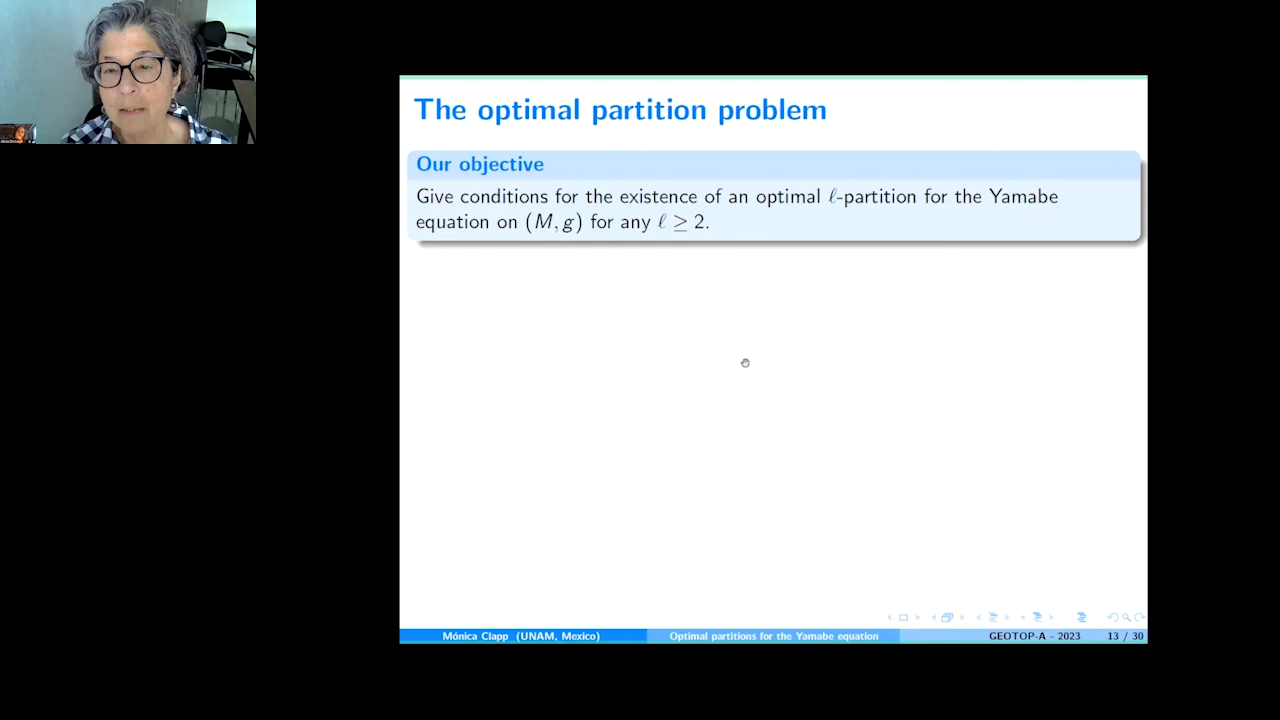 The optimal partition problem
Our objective
Give conditions for the existence of an optimal ℓ-partition for the Yamabe
equation on (M, g) for any ℓ ≥ 2.
Mónica Clapp (UNAM, Mexico) Optimal partitions for the Yamabe equation GEOTOP-A - 2023 13 / 30